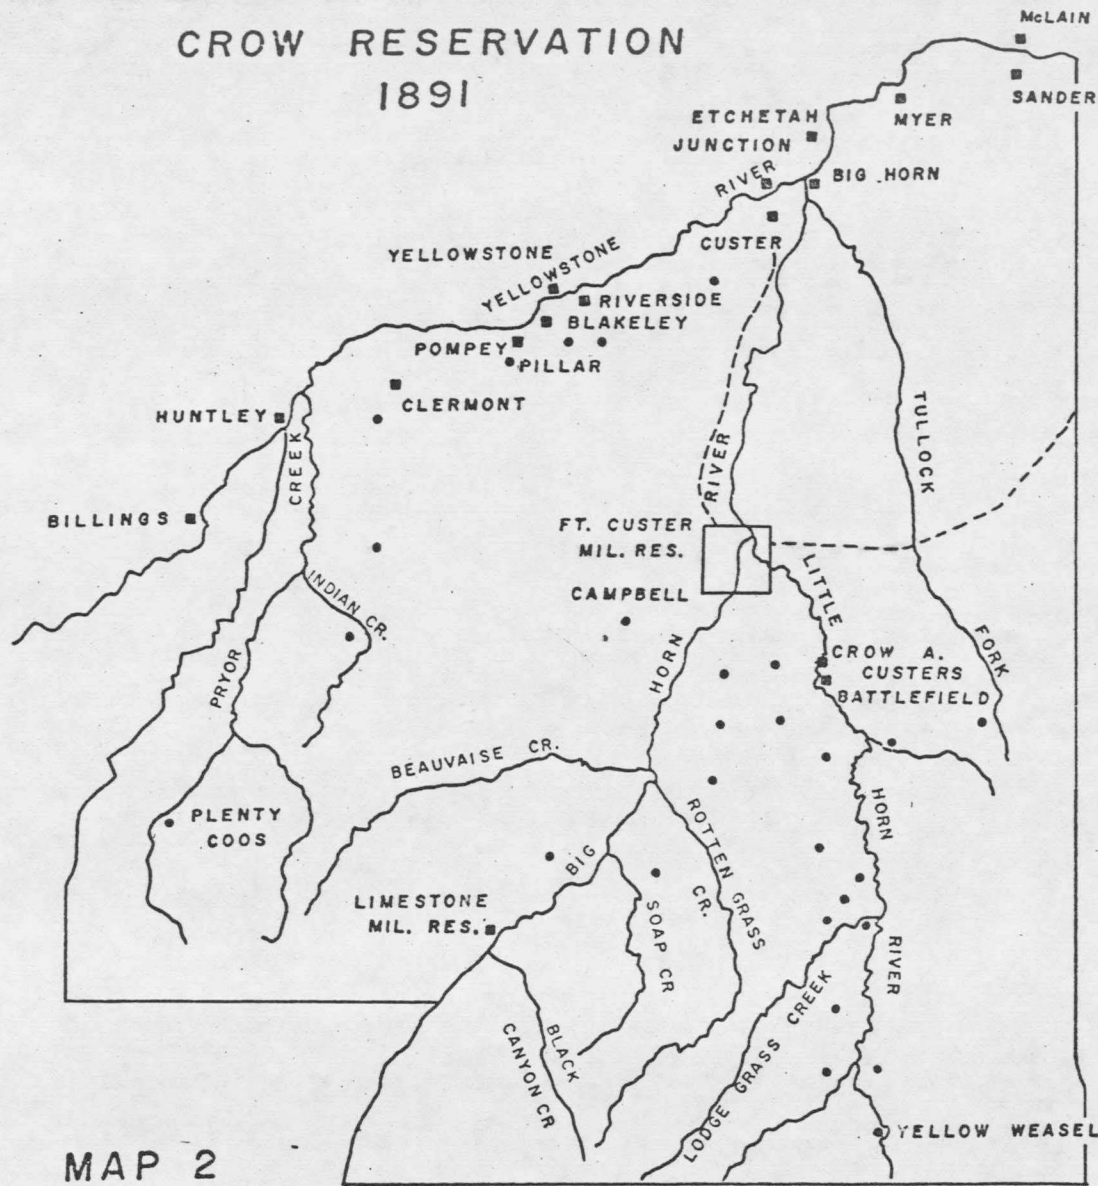 CROW RESERVATION
1891
McLAIN
SANDER
MYER
ETCHETAH
JUNCTION
RIVER
BIG HORN
CUSTER
YELLOWSTONE
YELLOWSTONE
RIVERSIDE
BLAKELEY
POMPEY
PILLAR
CLERMONT
HUNTLEY
CREEK
RIVER
TULLOCK
BILLINGS
FT. CUSTER
MIL. RES.
CAMPBELL
LITTLE
INDIAN CR.
FORK
HORN
CROW A.
CUSTERS
BATTLEFIELD
PRYOR
BEAUVAISE CR.
HORN
PLENTY
COOS
ROTTEN GRASS
CR.
BIG
LIMESTONE
MIL. RES.
SOAP CR
RIVER
LODGE GRASS CREEK
BLACK
CANYON CR
YELLOW WEASEL
MAP 2